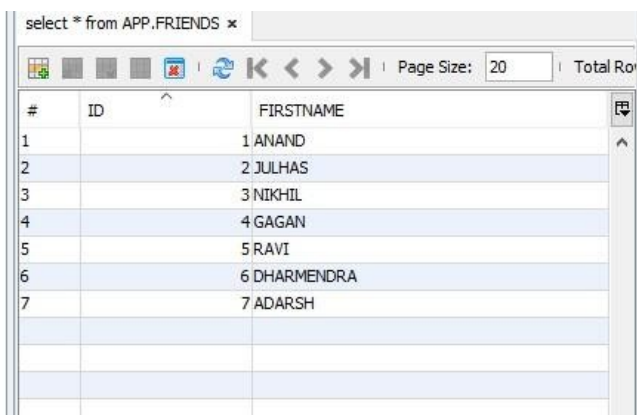 select * from APP.FRIENDS x
Page Size: 20 Total Ro
# ID FIRSTNAME
1 1 ANAND
2 2 JULHAS
3 3 NIKHIL
4 4 GAGAN
5 5 RAVI
6 6 DHARMENDRA
7 7 ADARSH